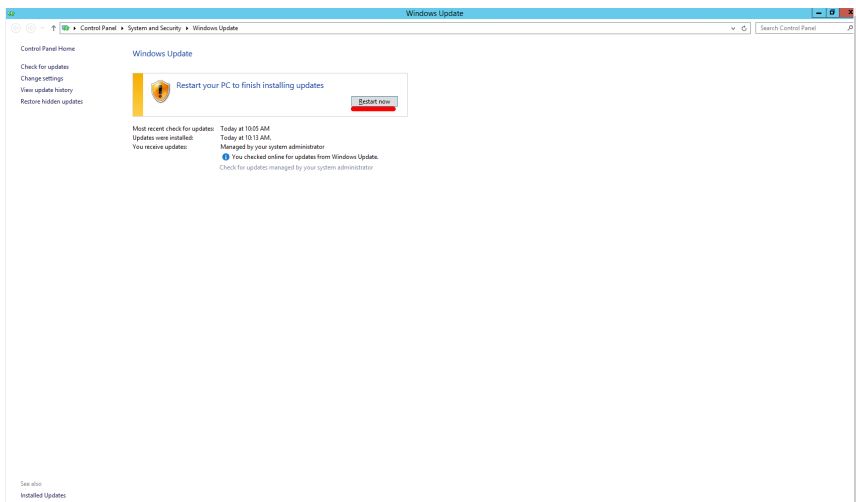 Windows Update
Control Panel ▸ System and Security ▸ Windows Update
Search Control Panel
Control Panel Home
Check for updates
Change settings
View update history
Restore hidden updates
Windows Update
Restart your PC to finish installing updates
Restart now
Most recent check for updates: Today at 10:05 AM
Updates were installed: Today at 10:13 AM.
You receive updates: Managed by your system administrator
You checked online for updates from Windows Update.
Check for updates managed by your system administrator
See also
Installed Updates